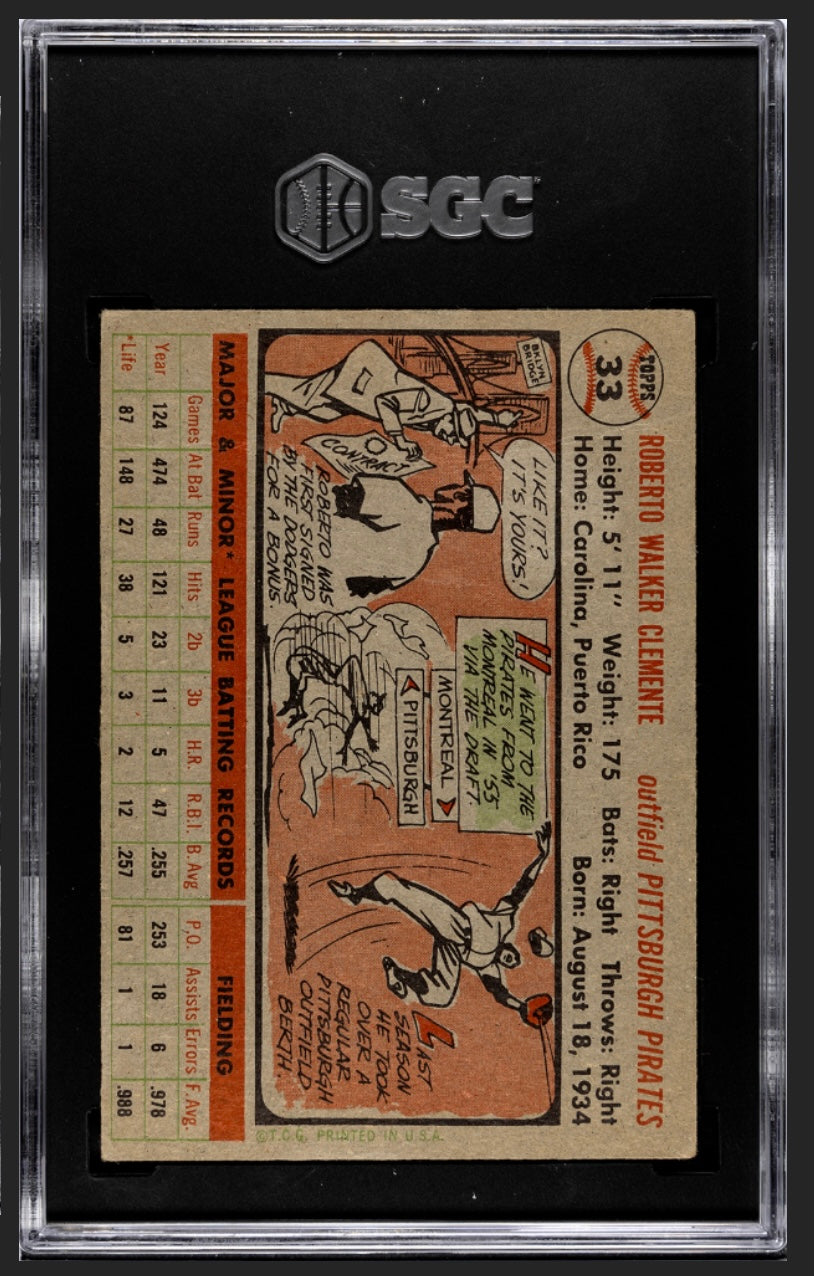 SGC
TOPPS
33
ROBERTO WALKER CLEMENTE outfield PITTSBURGH PIRATES
Height: 5' 11" Weight: 175 Bats: Right Throws: Right
Home: Carolina, Puerto Rico Born: August 18, 1934
BKLYN
BRIDGE
LIKE IT?
IT'S YOURS!
CONTRACT
ROBERTO WAS
FIRST SIGNED
BY THE DODGERS
FOR A BONUS.
HE WENT TO THE
PIRATES FROM
MONTREAL IN '55
VIA THE DRAFT.
MONTREAL
PITTSBURGH
LAST
SEASON
HE TOOK
OVER A
REGULAR
PITTSBURGH
OUTFIELD
BERTH.
©T.C.G. PRINTED IN U.S.A.
MAJOR & MINOR* LEAGUE BATTING RECORDS FIELDING
Games At Bat Runs Hits 2b 3b H.R. R.B.I. B. Avg. P.O. Assists Errors F. Avg.
Year 124 474 48 121 23 11 5 47 .255 253 18 6 .978
*Life 87 148 27 38 5 3 2 12 .257 81 1 1 .988